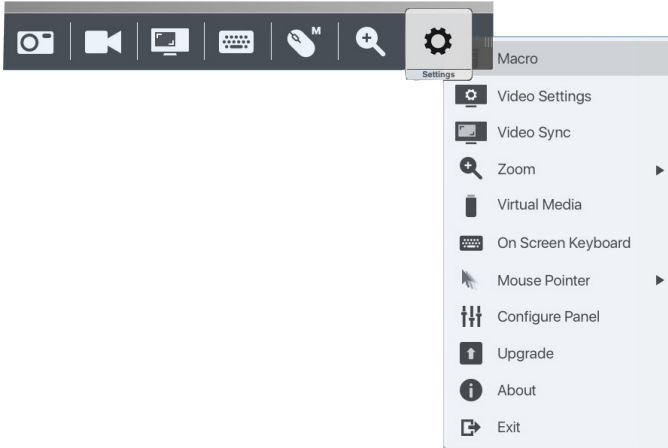 M
Settings
Macro
Video Settings
Video Sync
Zoom
Virtual Media
On Screen Keyboard
Mouse Pointer
Configure Panel
Upgrade
About
Exit